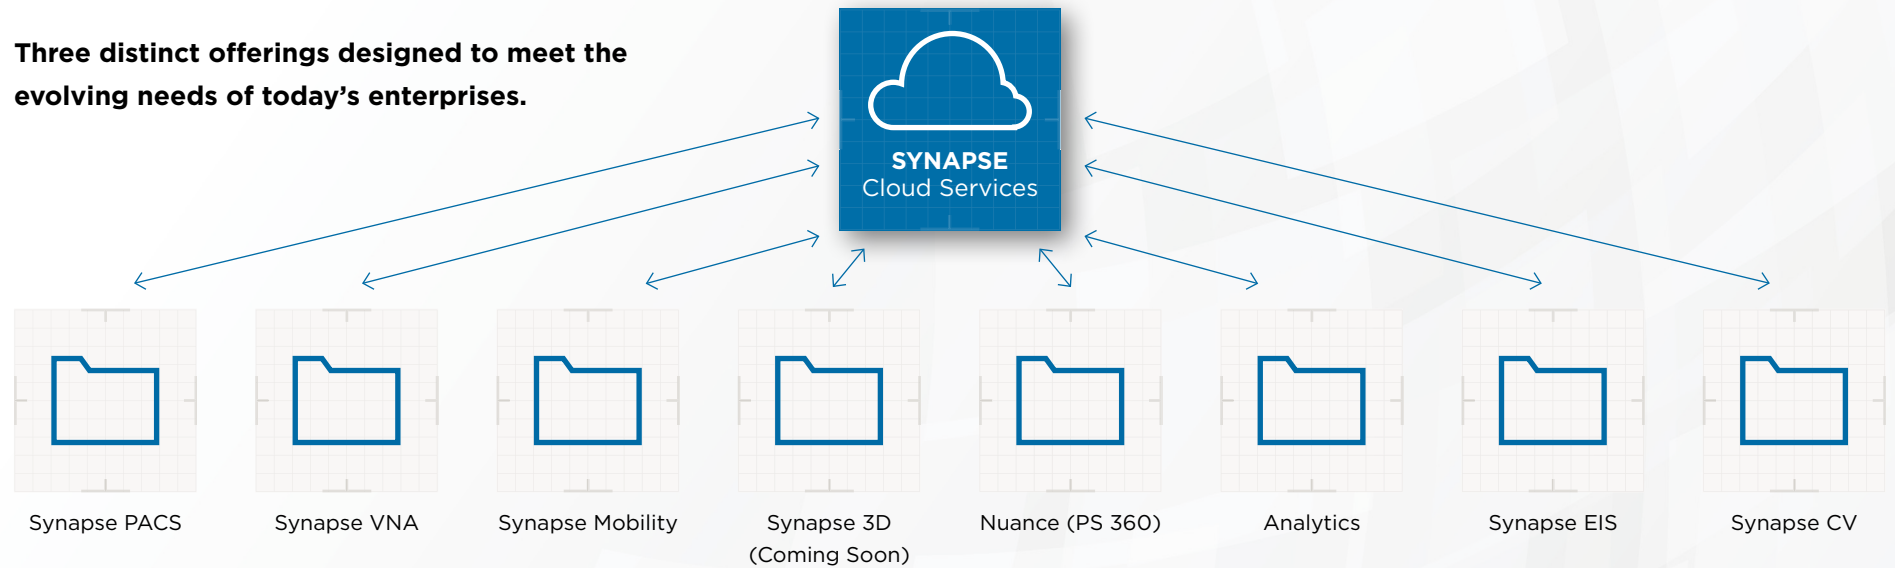 Three distinct offerings designed to meet the
evolving needs of today’s enterprises.
SYNAPSE
Cloud Services
Synapse PACS
Synapse VNA
Synapse Mobility
Synapse 3D
(Coming Soon)
Nuance (PS 360)
Analytics
Synapse EIS
Synapse CV